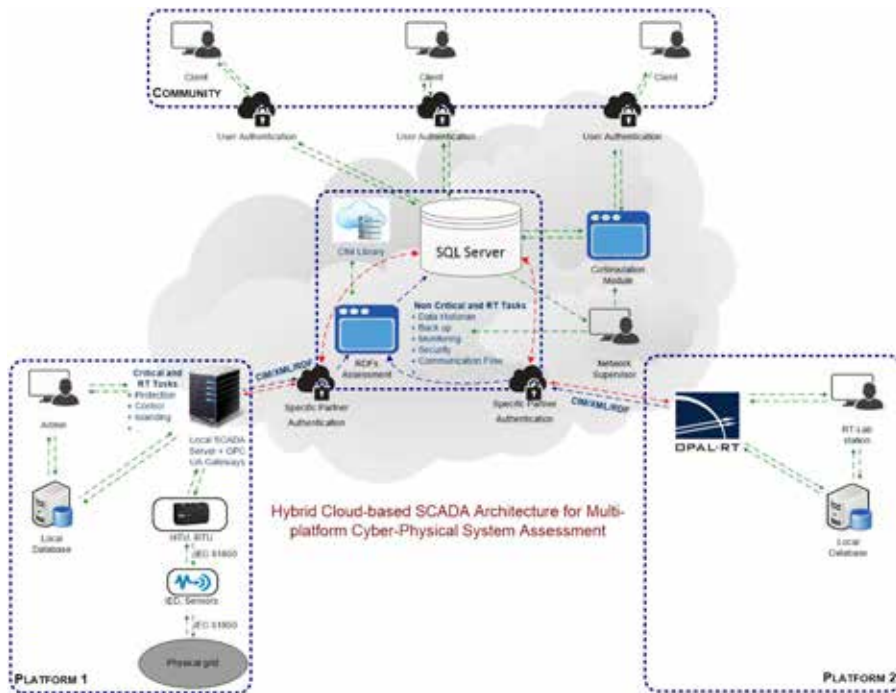 Client
Client
Client
COMMUNITY
User Authentication
User Authentication
User Authentication
SQL Server
CIM Library
CoSimulation
Module
Non Critical and RT Tasks
+ Data Historian
+ Back up
+ Monitoring
+ Security
+ Communication Flow
RDFs
Assessment
Network
Supervisor
CIM/XML/RDF
CIM/XML/RDF
Specific Partner
Authentication
Specific Partner
Authentication
Critical and
RT Tasks
+ Protection
+ Control
+ Islanding
Admin
Local SCADA
Server + OPC
UA Gateways
Local
Database
MTU, RTU
IEC 61850
IED, Sensors
IEC 61850
Physical grid
PLATFORM 1
Hybrid Cloud-based SCADA Architecture for Multi-
platform Cyber-Physical System Assessment
OPAL-RT
RT-Lab
station
Local
Database
PLATFORM 2